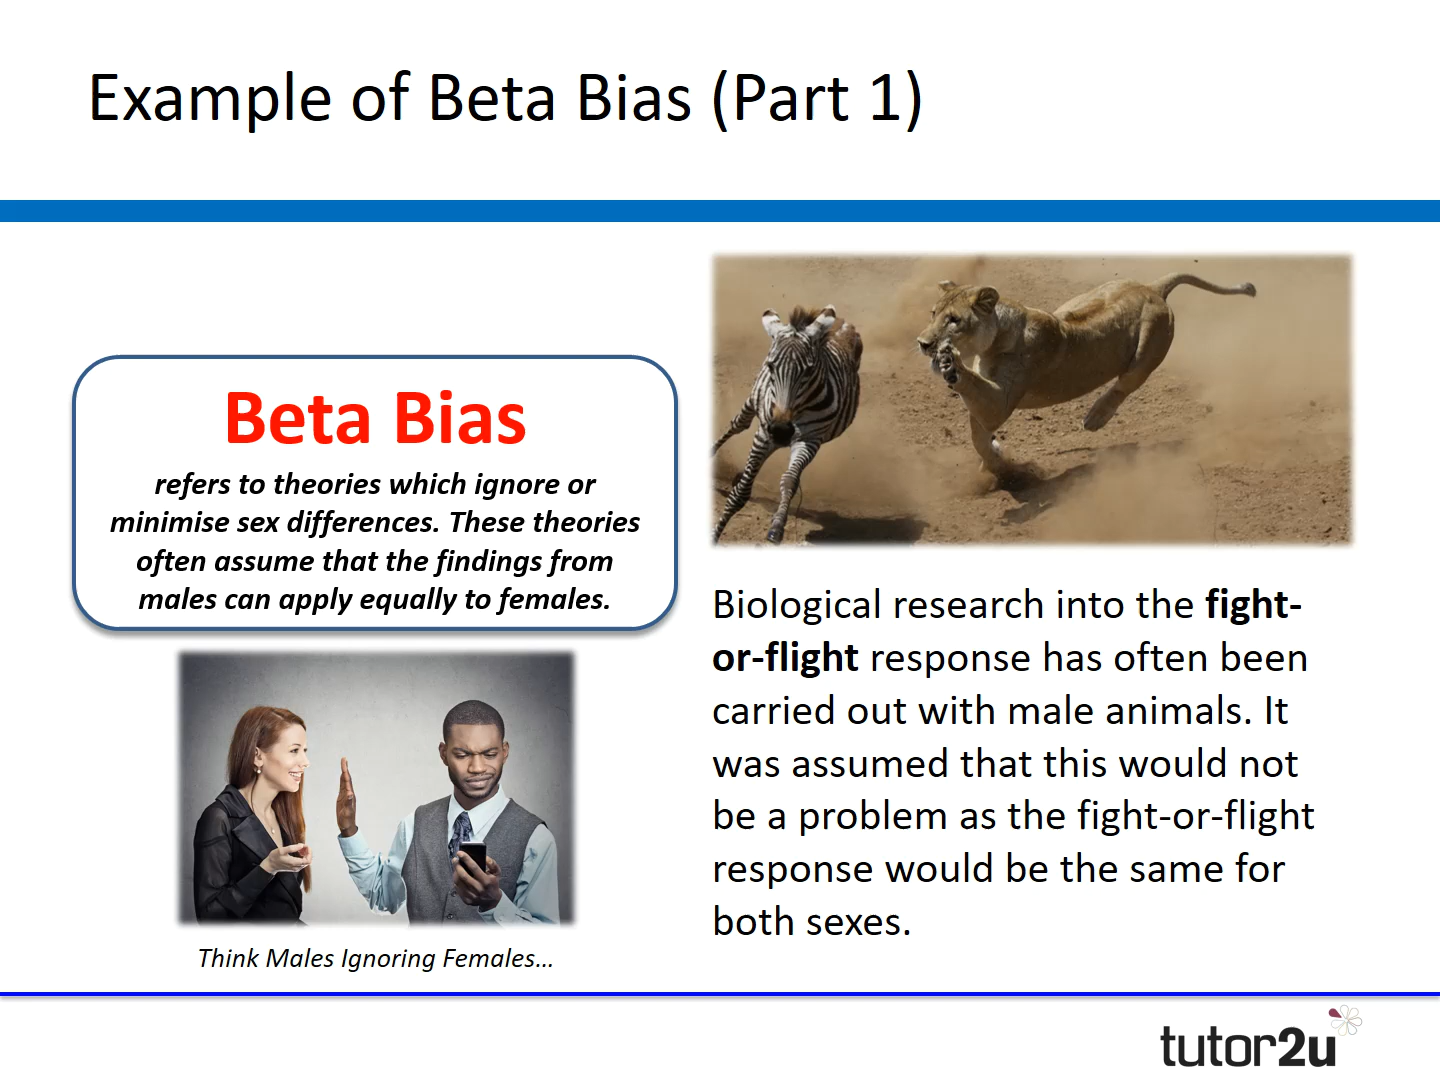 Example of Beta Bias (Part 1)
Beta Bias
refers to theories which ignore or
minimise sex differences. These theories
often assume that the findings from
males can apply equally to females.
Think Males Ignoring Females...
Biological research into the fight-
or-flight response has often been
carried out with male animals. It
was assumed that this would not
be a problem as the fight-or-flight
response would be the same for
both sexes.
tutor2u